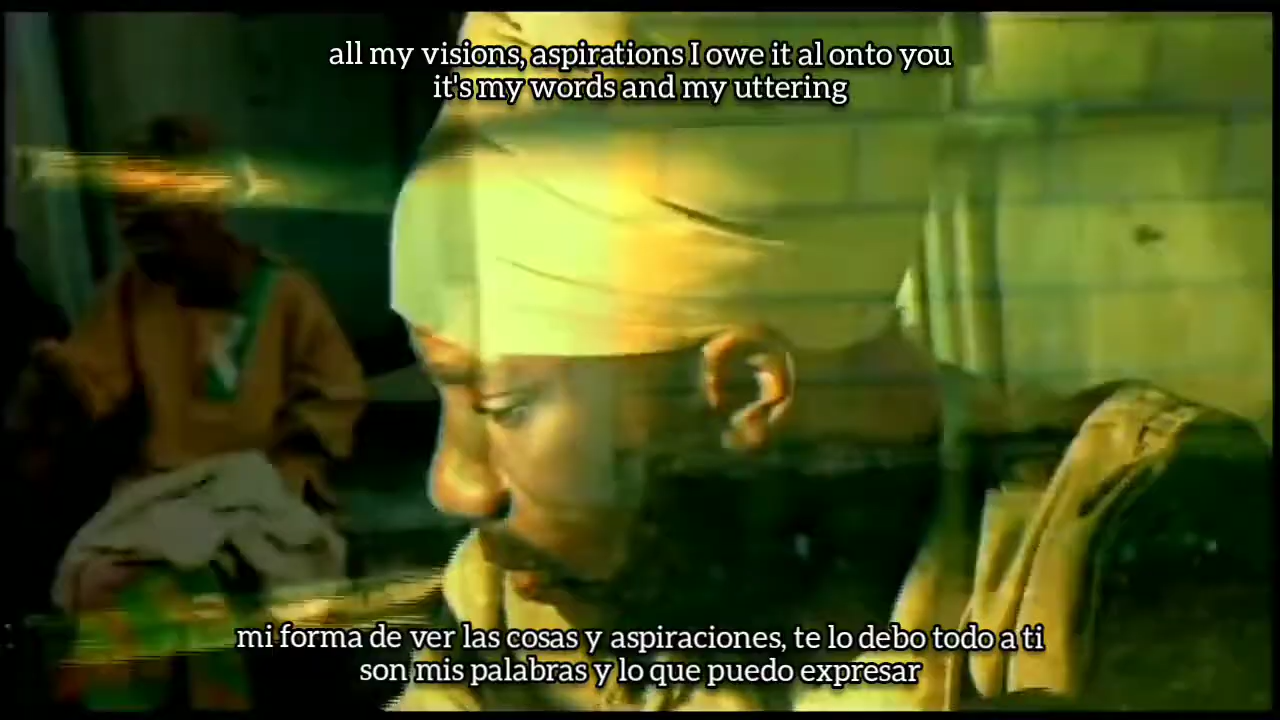 all my visions, aspirations I owe it al onto you
it's my words and my uttering
mi forma de ver las cosas y aspiraciones, te lo debo todo a ti
son mis palabras y lo que puedo expresar